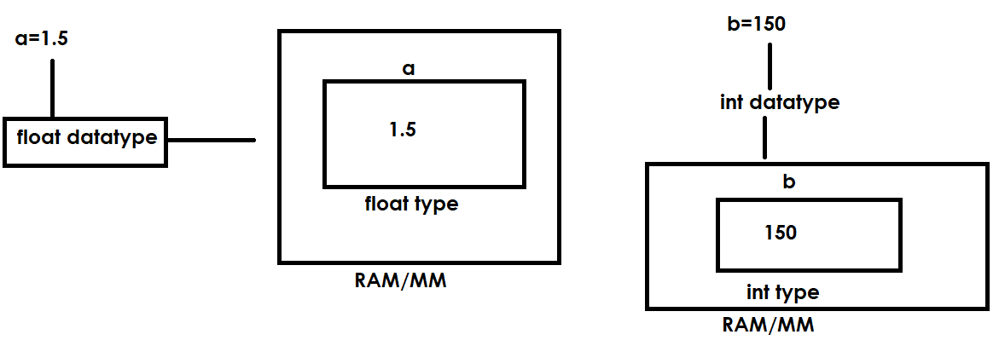 a=1.5
float datatype
a
1.5
float type
RAM/MM
b=150
int datatype
b
150
int type
RAM/MM